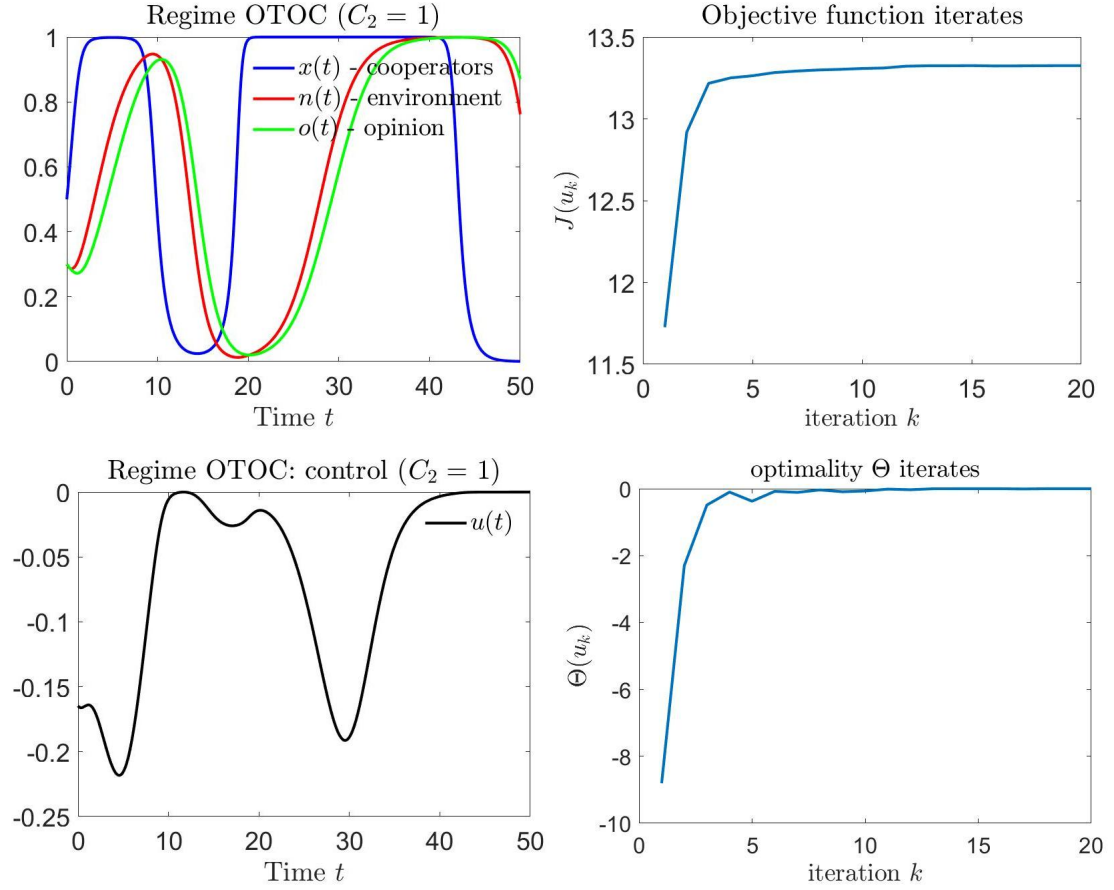 Regime OTOC (C₂ = 1)
1
0.8
0.6
0.4
0.2
0
x(t) - cooperators
n(t) - environment
o(t) - opinion
0 10 20 30 40 50
Time t
Objective function iterates
13.5
13
12.5
12
11.5
J(uₖ)
0 5 10 15 20
iteration k
Regime OTOC: control (C₂ = 1)
0
-0.05
-0.1
-0.15
-0.2
-0.25
u(t)
0 10 20 30 40 50
Time t
optimality Θ iterates
0
-2
-4
-6
-8
-10
Θ(uₖ)
0 5 10 15 20
iteration k